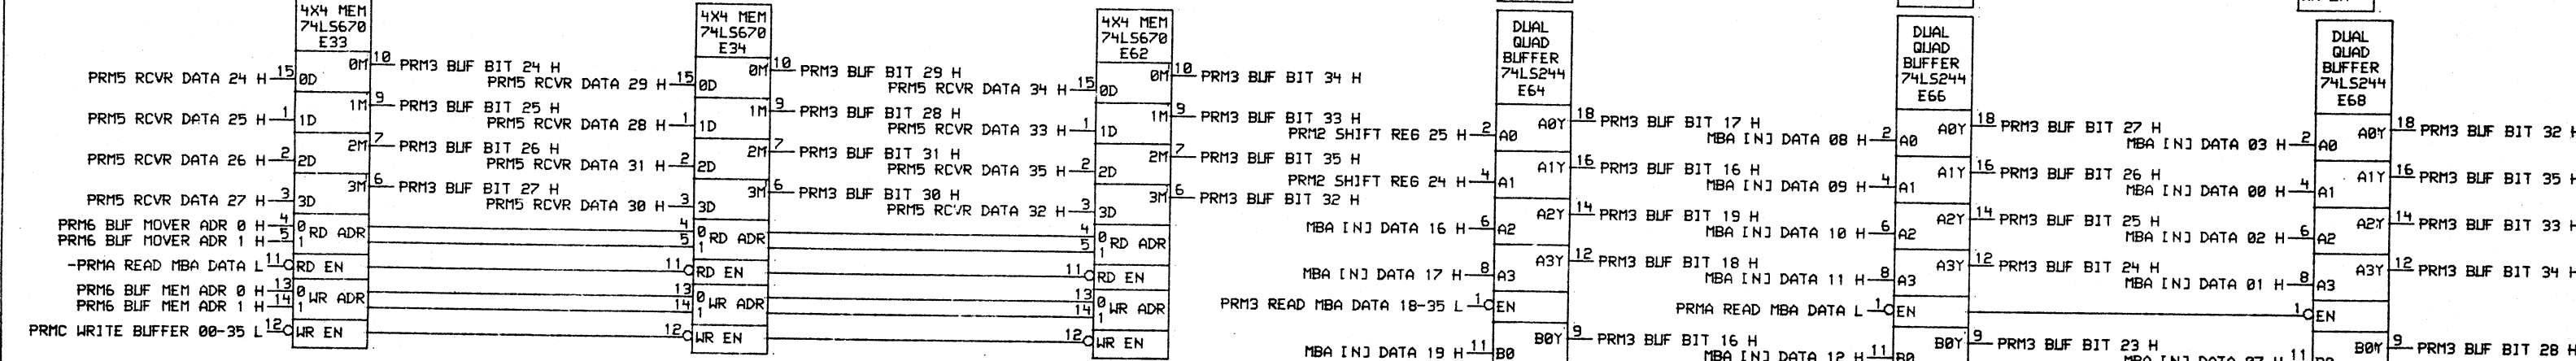 4X4 MEM
74LS670
E33
PRM5 RCVR DATA 24 H 15 0D 0M 10 PRM3 BUF BIT 24 H
PRM5 RCVR DATA 25 H 1 1D 1M 9 PRM3 BUF BIT 25 H
PRM5 RCVR DATA 26 H 2 2D 2M 7 PRM3 BUF BIT 26 H
PRM5 RCVR DATA 27 H 3 3D 3M 6 PRM3 BUF BIT 27 H
PRM6 BUF MOVER ADR 0 H 4 0 RD ADR
PRM6 BUF MOVER ADR 1 H 5 1
-PRMA READ MBA DATA L 11 RD EN
PRM6 BUF MEM ADR 0 H 13 0 WR ADR
PRM6 BUF MEM ADR 1 H 14 1
PRMC WRITE BUFFER 00-35 L 12 WR EN
4X4 MEM
74LS670
E34
PRM5 RCVR DATA 29 H 15 0D 0M 10 PRM3 BUF BIT 29 H
PRM5 RCVR DATA 28 H 1 1D 1M 9 PRM3 BUF BIT 28 H
PRM5 RCVR DATA 31 H 2 2D 2M 7 PRM3 BUF BIT 31 H
PRM5 RCVR DATA 30 H 3 3D 3M 6 PRM3 BUF BIT 30 H
4 0 RD ADR
5 1
11 RD EN
13 0 WR ADR
14 1
12 WR EN
4X4 MEM
74LS670
E62
PRM5 RCVR DATA 34 H 15 0D 0M 10 PRM3 BUF BIT 34 H
PRM5 RCVR DATA 33 H 1 1D 1M 9 PRM3 BUF BIT 33 H
PRM5 RCVR DATA 35 H 2 2D 2M 7 PRM3 BUF BIT 35 H
PRM5 RCVR DATA 32 H 3 3D 3M 6 PRM3 BUF BIT 32 H
4 0 RD ADR
5 1
11 RD EN
13 0 WR ADR
14 1
12 WR EN
DUAL
QUAD
BUFFER
74LS244
E64
PRM2 SHIFT REG 25 H 2 A0 A0Y 18 PRM3 BUF BIT 17 H
PRM2 SHIFT REG 24 H 4 A1 A1Y 16 PRM3 BUF BIT 16 H
MBA [N] DATA 16 H 6 A2 A2Y 14 PRM3 BUF BIT 19 H
MBA [N] DATA 17 H 8 A3 A3Y 12 PRM3 BUF BIT 18 H
PRM3 READ MBA DATA 18-35 L 1 EN
MBA [N] DATA 19 H 11 B0 B0Y 9 PRM3 BUF BIT 16 H
DUAL
QUAD
BUFFER
74LS244
E66
MBA [N] DATA 08 H 2 A0 A0Y 18 PRM3 BUF BIT 27 H
MBA [N] DATA 09 H 4 A1 A1Y 16 PRM3 BUF BIT 26 H
MBA [N] DATA 10 H 6 A2 A2Y 14 PRM3 BUF BIT 25 H
MBA [N] DATA 11 H 8 A3 A3Y 12 PRM3 BUF BIT 24 H
PRMA READ MBA DATA L 1 EN
MBA [N] DATA 12 H 11 B0 B0Y 9 PRM3 BUF BIT 23 H
DUAL
QUAD
BUFFER
74LS244
E68
MBA [N] DATA 03 H 2 A0 A0Y 18 PRM3 BUF BIT 32 H
MBA [N] DATA 00 H 4 A1 A1Y 16 PRM3 BUF BIT 35 H
MBA [N] DATA 02 H 6 A2 A2Y 14 PRM3 BUF BIT 33 H
MBA [N] DATA 01 H 8 A3 A3Y 12 PRM3 BUF BIT 34 H
1 EN
MBA [N] DATA 07 H 11 B0Y 9 PRM3 BUF BIT 28 H